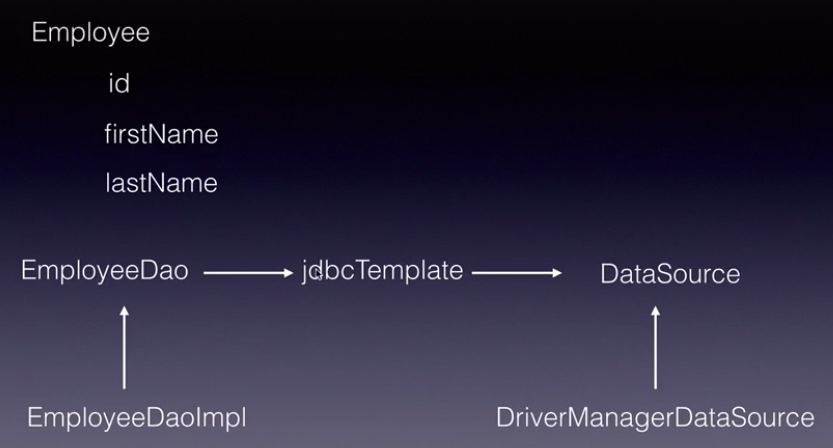 Employee
id
firstName
lastName
EmployeeDao jdbcTemplate DataSource
EmployeeDaoImpl DriverManagerDataSource